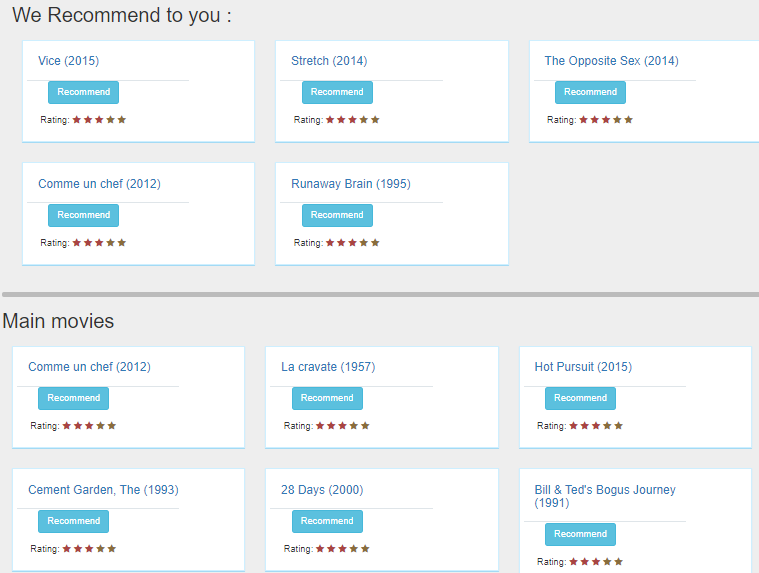 We Recommend to you :
Vice (2015)
Recommend
Rating:
Stretch (2014)
Recommend
Rating:
The Opposite Sex (2014)
Recommend
Rating:
Comme un chef (2012)
Recommend
Rating:
Runaway Brain (1995)
Recommend
Rating:
Main movies
Comme un chef (2012)
Recommend
Rating:
La cravate (1957)
Recommend
Rating:
Hot Pursuit (2015)
Recommend
Rating:
Cement Garden, The (1993)
Recommend
Rating:
28 Days (2000)
Recommend
Rating:
Bill & Ted's Bogus Journey
(1991)
Recommend
Rating: